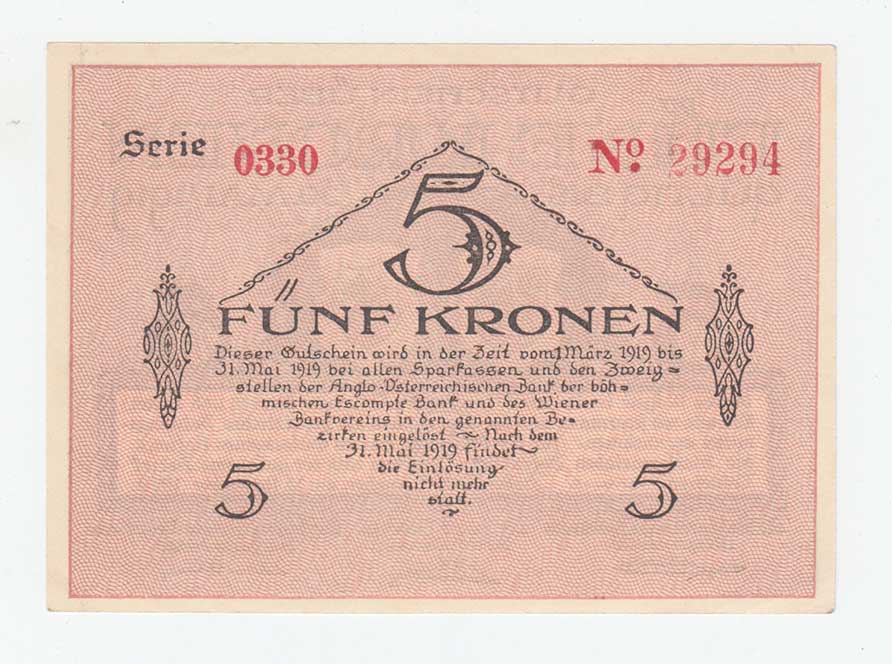 Serie 0330 No. 29294
5
FÜNF KRONEN
Dieser Gutschein wird in der Zeit vom 1 März 1919 bis
31. Mai 1919 bei allen Sparkassen und den Zweig=
stellen der Anglo-Österreichischen Bank der böh=
mischen Escompte Bank und des Wiener
Bankvereins in den genannten Be=
zirken eingelöst ~ Nach dem
31. Mai 1919 findet
die Einlösung
nicht mehr
statt.
5 5